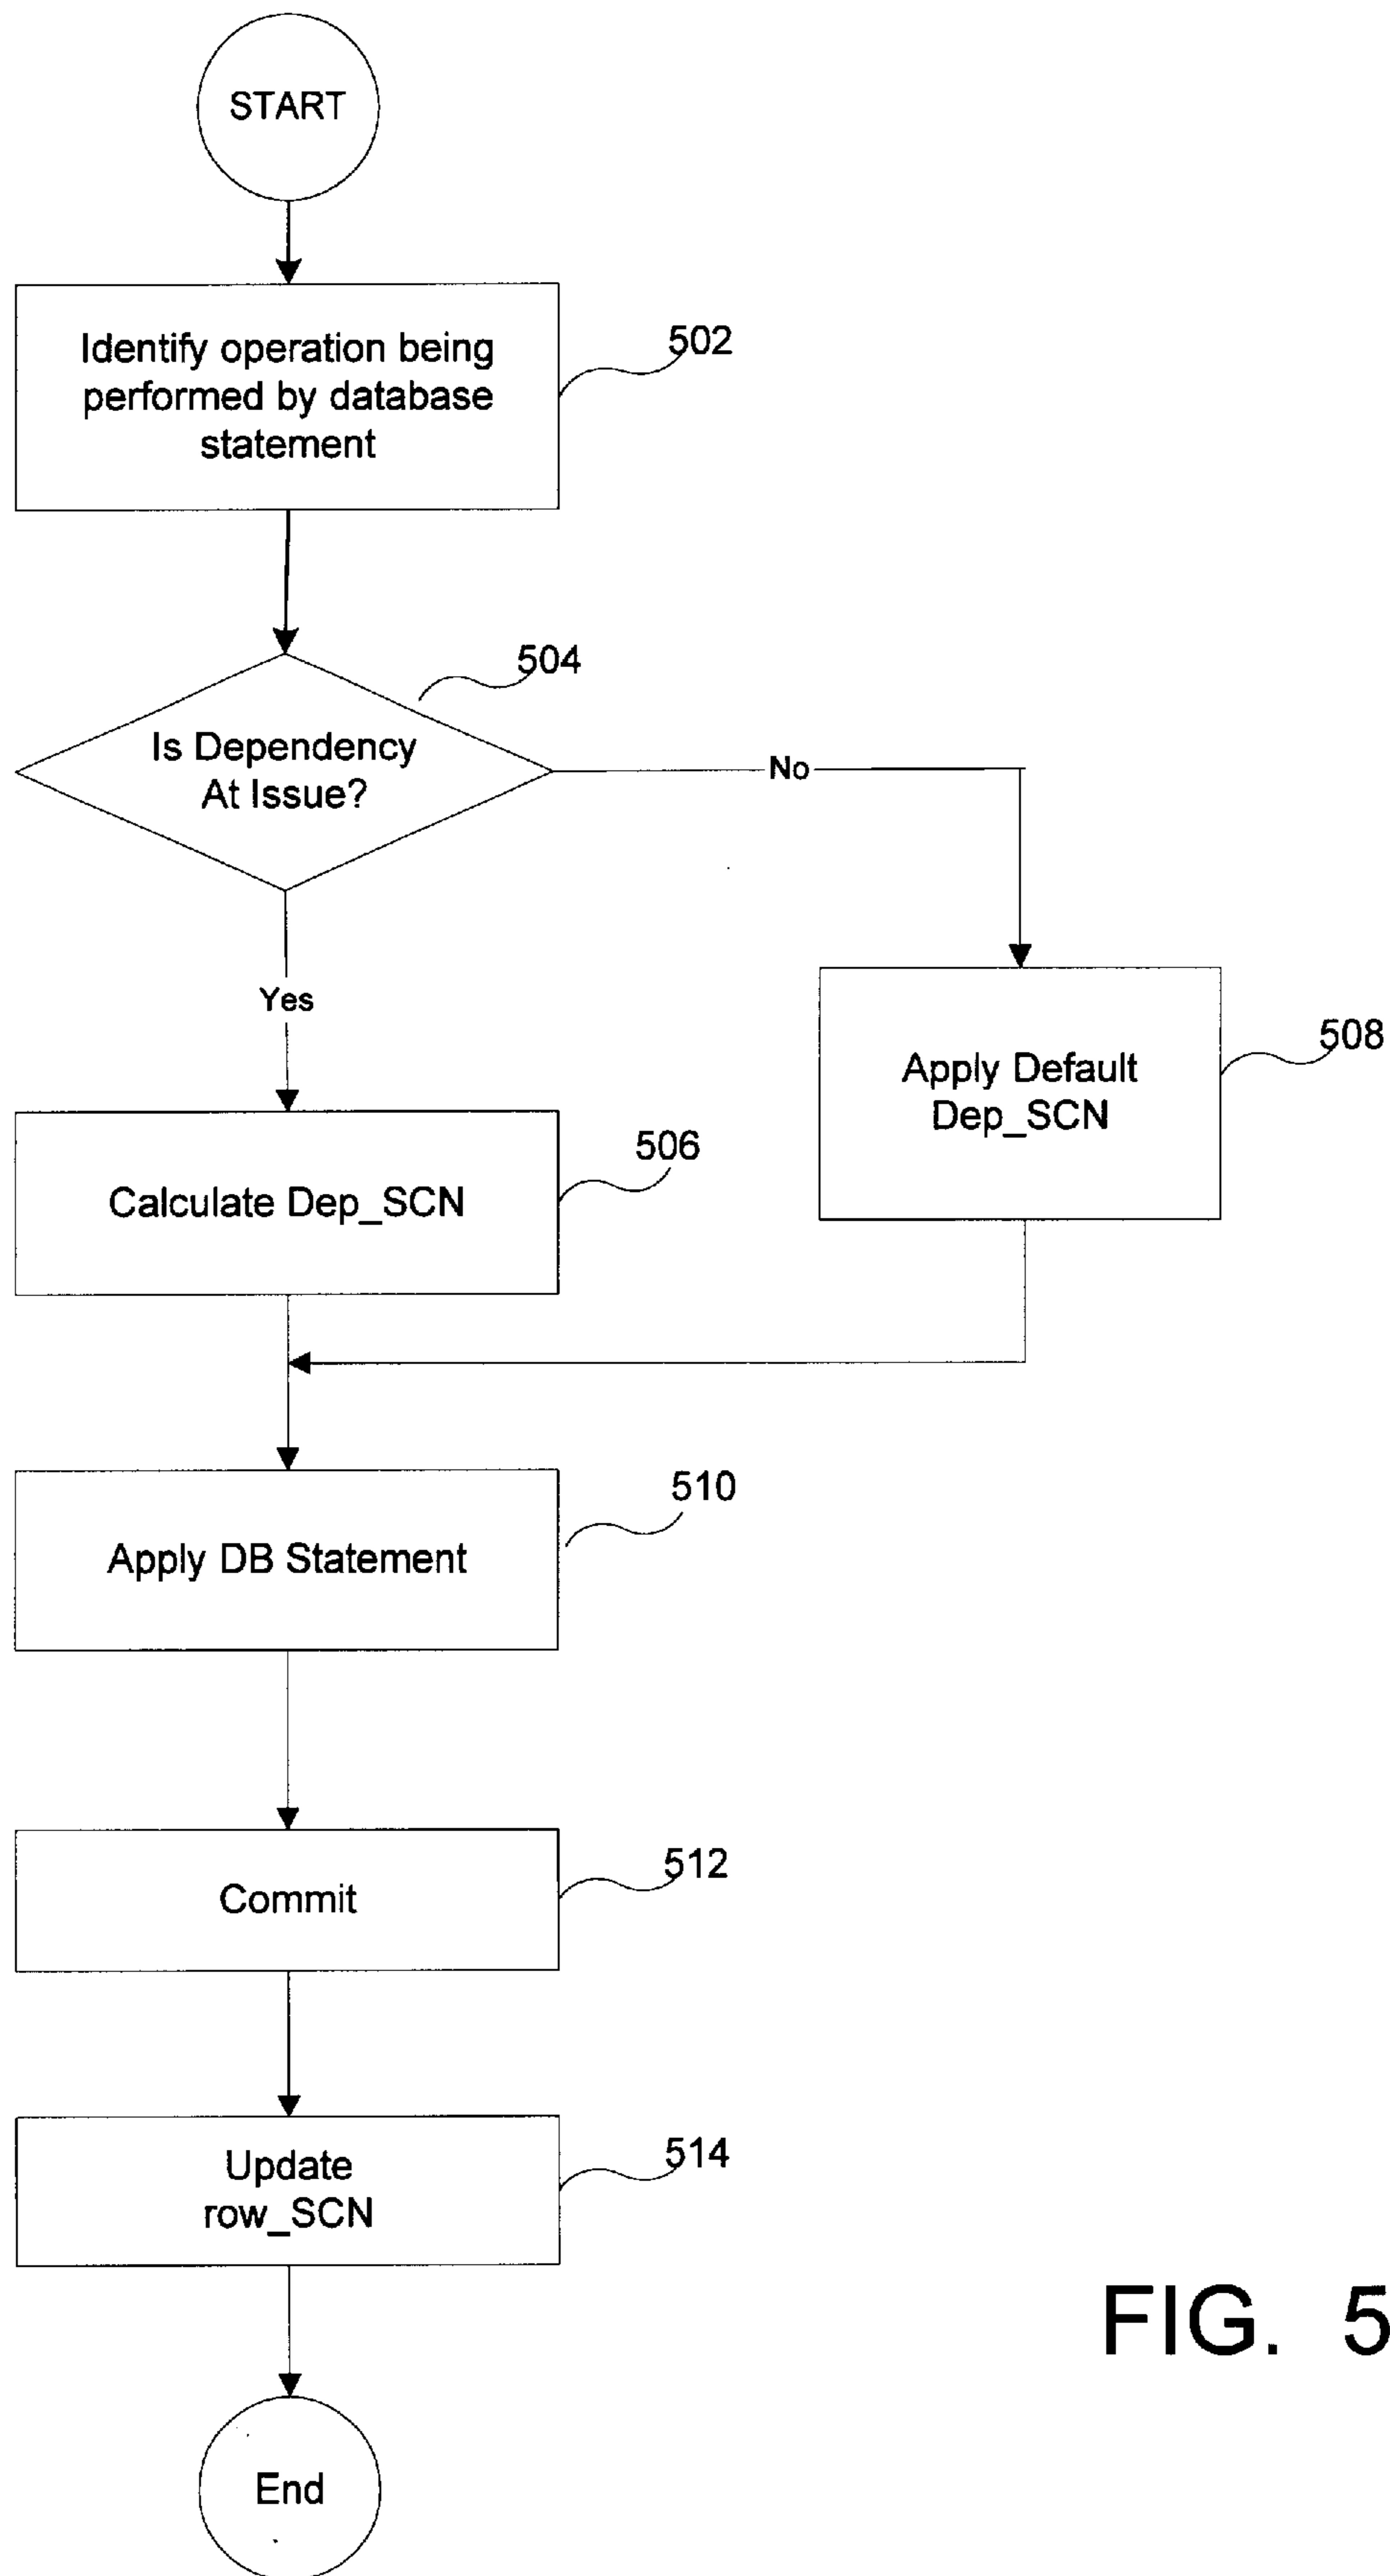 START
Identify operation being
performed by database
statement
502
Is Dependency
At Issue?
504
No
Yes
Apply Default
Dep_SCN
508
Calculate Dep_SCN
506
Apply DB Statement
510
Commit
512
Update
row_SCN
514
End
FIG. 5